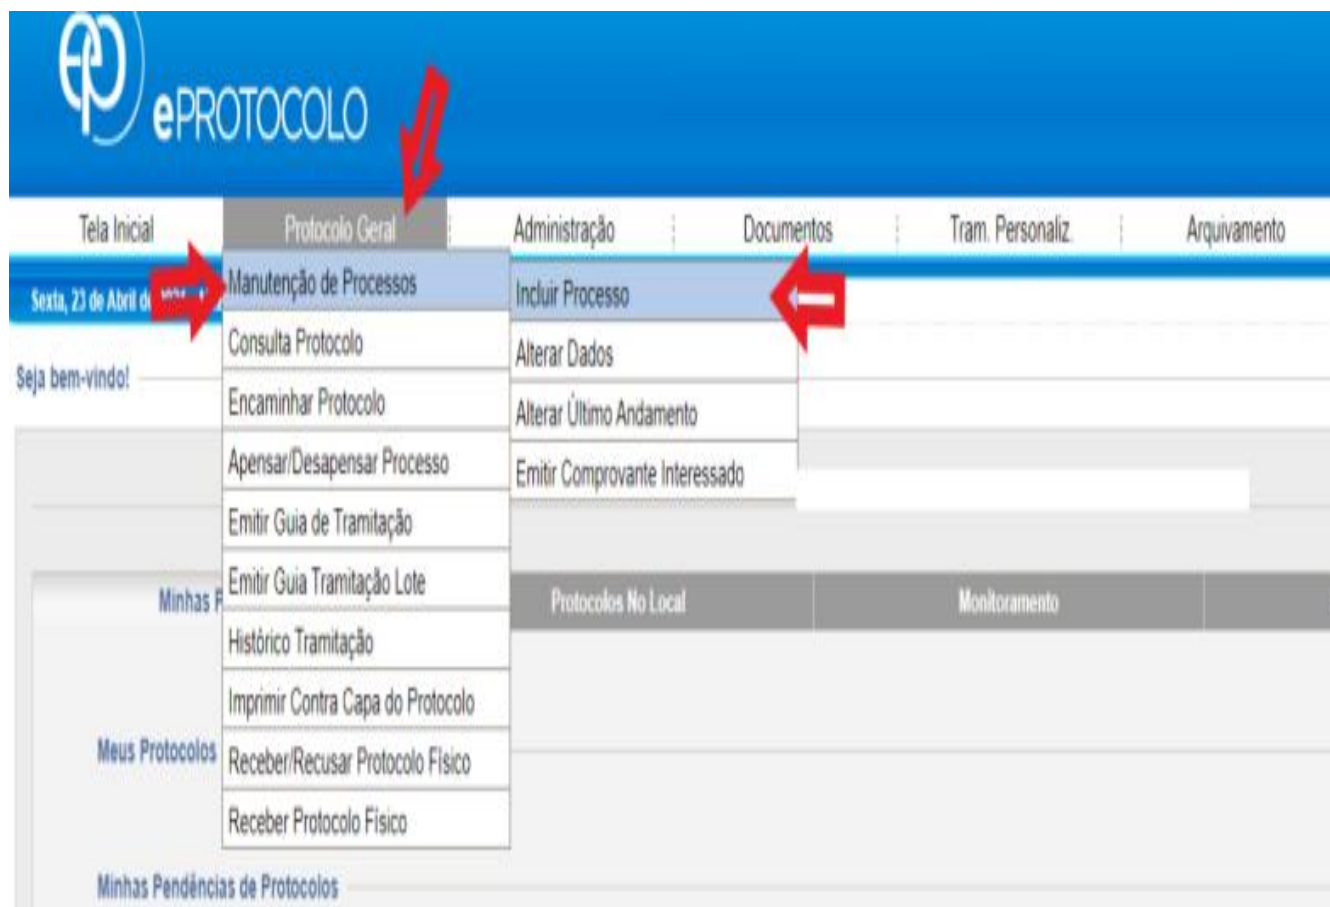 eP
ePROTOCOLO
Tela Inicial
Protocolo Geral
Administração
Documentos
Tram. Personaliz.
Arquivamento
Sexta, 23 de Abril de
Seja bem-vindo!
Manutenção de Processos
Consulta Protocolo
Encaminhar Protocolo
Apensar/Desapensar Processo
Emitir Guia de Tramitação
Emitir Guia Tramitação Lote
Histórico Tramitação
Imprimir Contra Capa do Protocolo
Receber/Recusar Protocolo Físico
Receber Protocolo Físico
Incluir Processo
Alterar Dados
Alterar Último Andamento
Emitir Comprovante Interessado
Minhas P
Protocolos No Local
Monitoramento
Meus Protocolos
Minhas Pendências de Protocolos